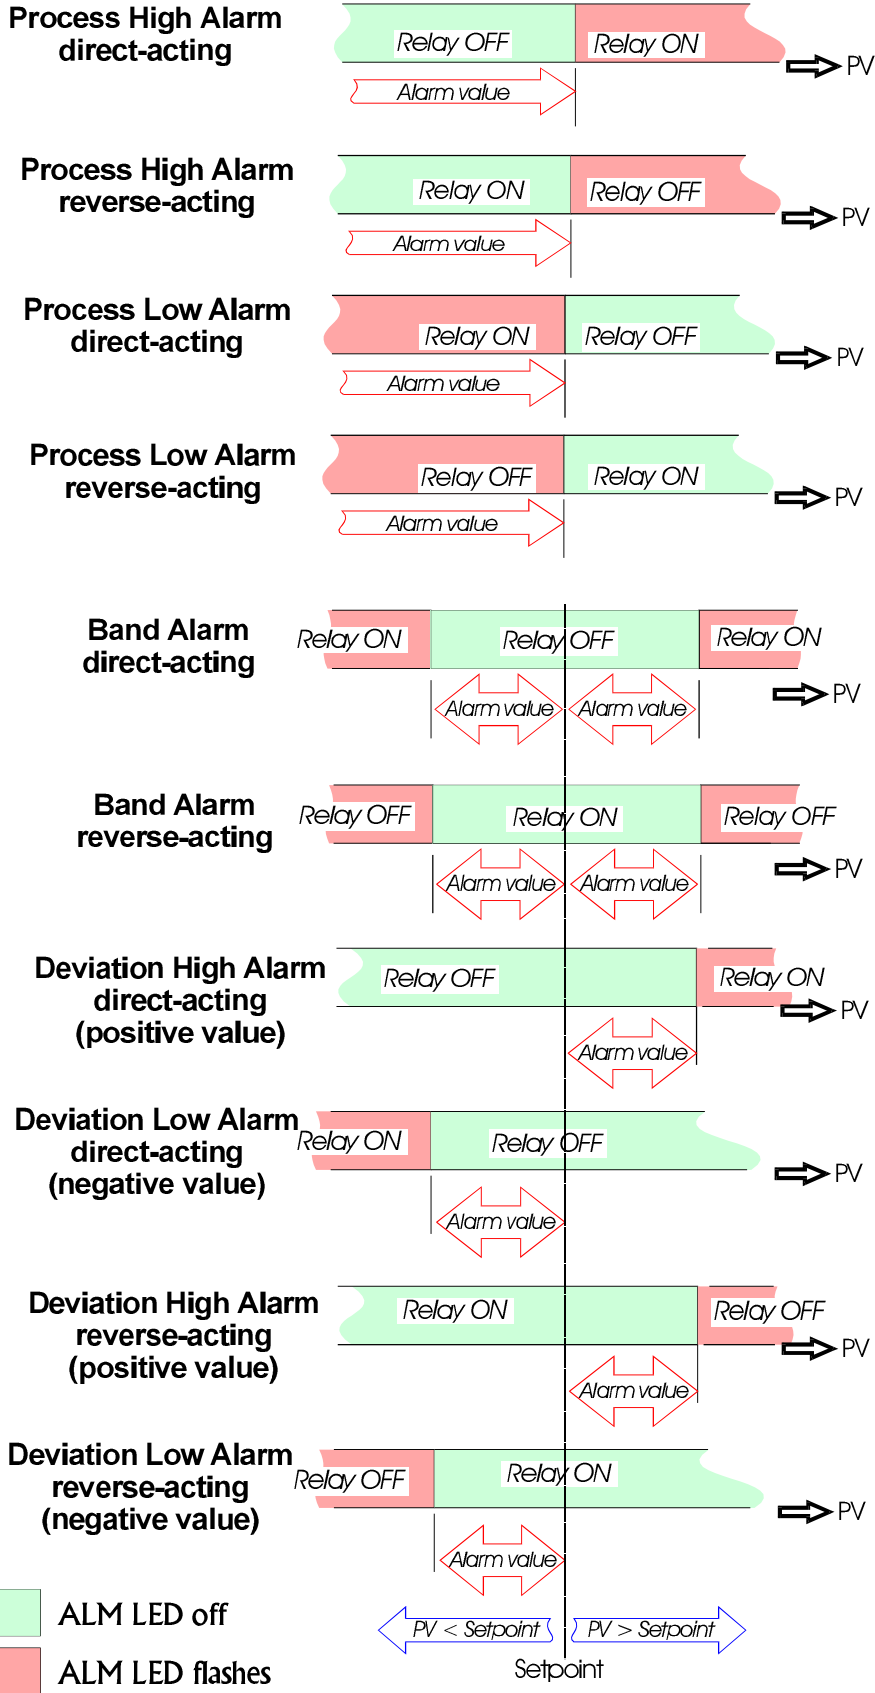 Process High Alarm
direct-acting
Relay OFF
Relay ON
PV
Alarm value
Process High Alarm
reverse-acting
Relay ON
Relay OFF
PV
Alarm value
Process Low Alarm
direct-acting
Relay ON
Relay OFF
PV
Alarm value
Process Low Alarm
reverse-acting
Relay OFF
Relay ON
PV
Alarm value
Band Alarm
direct-acting
Relay ON
Relay OFF
Relay ON
PV
Alarm value
Alarm value
Band Alarm
reverse-acting
Relay OFF
Relay ON
Relay OFF
PV
Alarm value
Alarm value
Deviation High Alarm
direct-acting
(positive value)
Relay OFF
Relay ON
PV
Alarm value
Deviation Low Alarm
direct-acting
(negative value)
Relay ON
Relay OFF
PV
Alarm value
Deviation High Alarm
reverse-acting
(positive value)
Relay ON
Relay OFF
PV
Alarm value
Deviation Low Alarm
reverse-acting
(negative value)
Relay OFF
Relay ON
PV
Alarm value
ALM LED off
PV < Setpoint
PV > Setpoint
ALM LED flashes
Setpoint